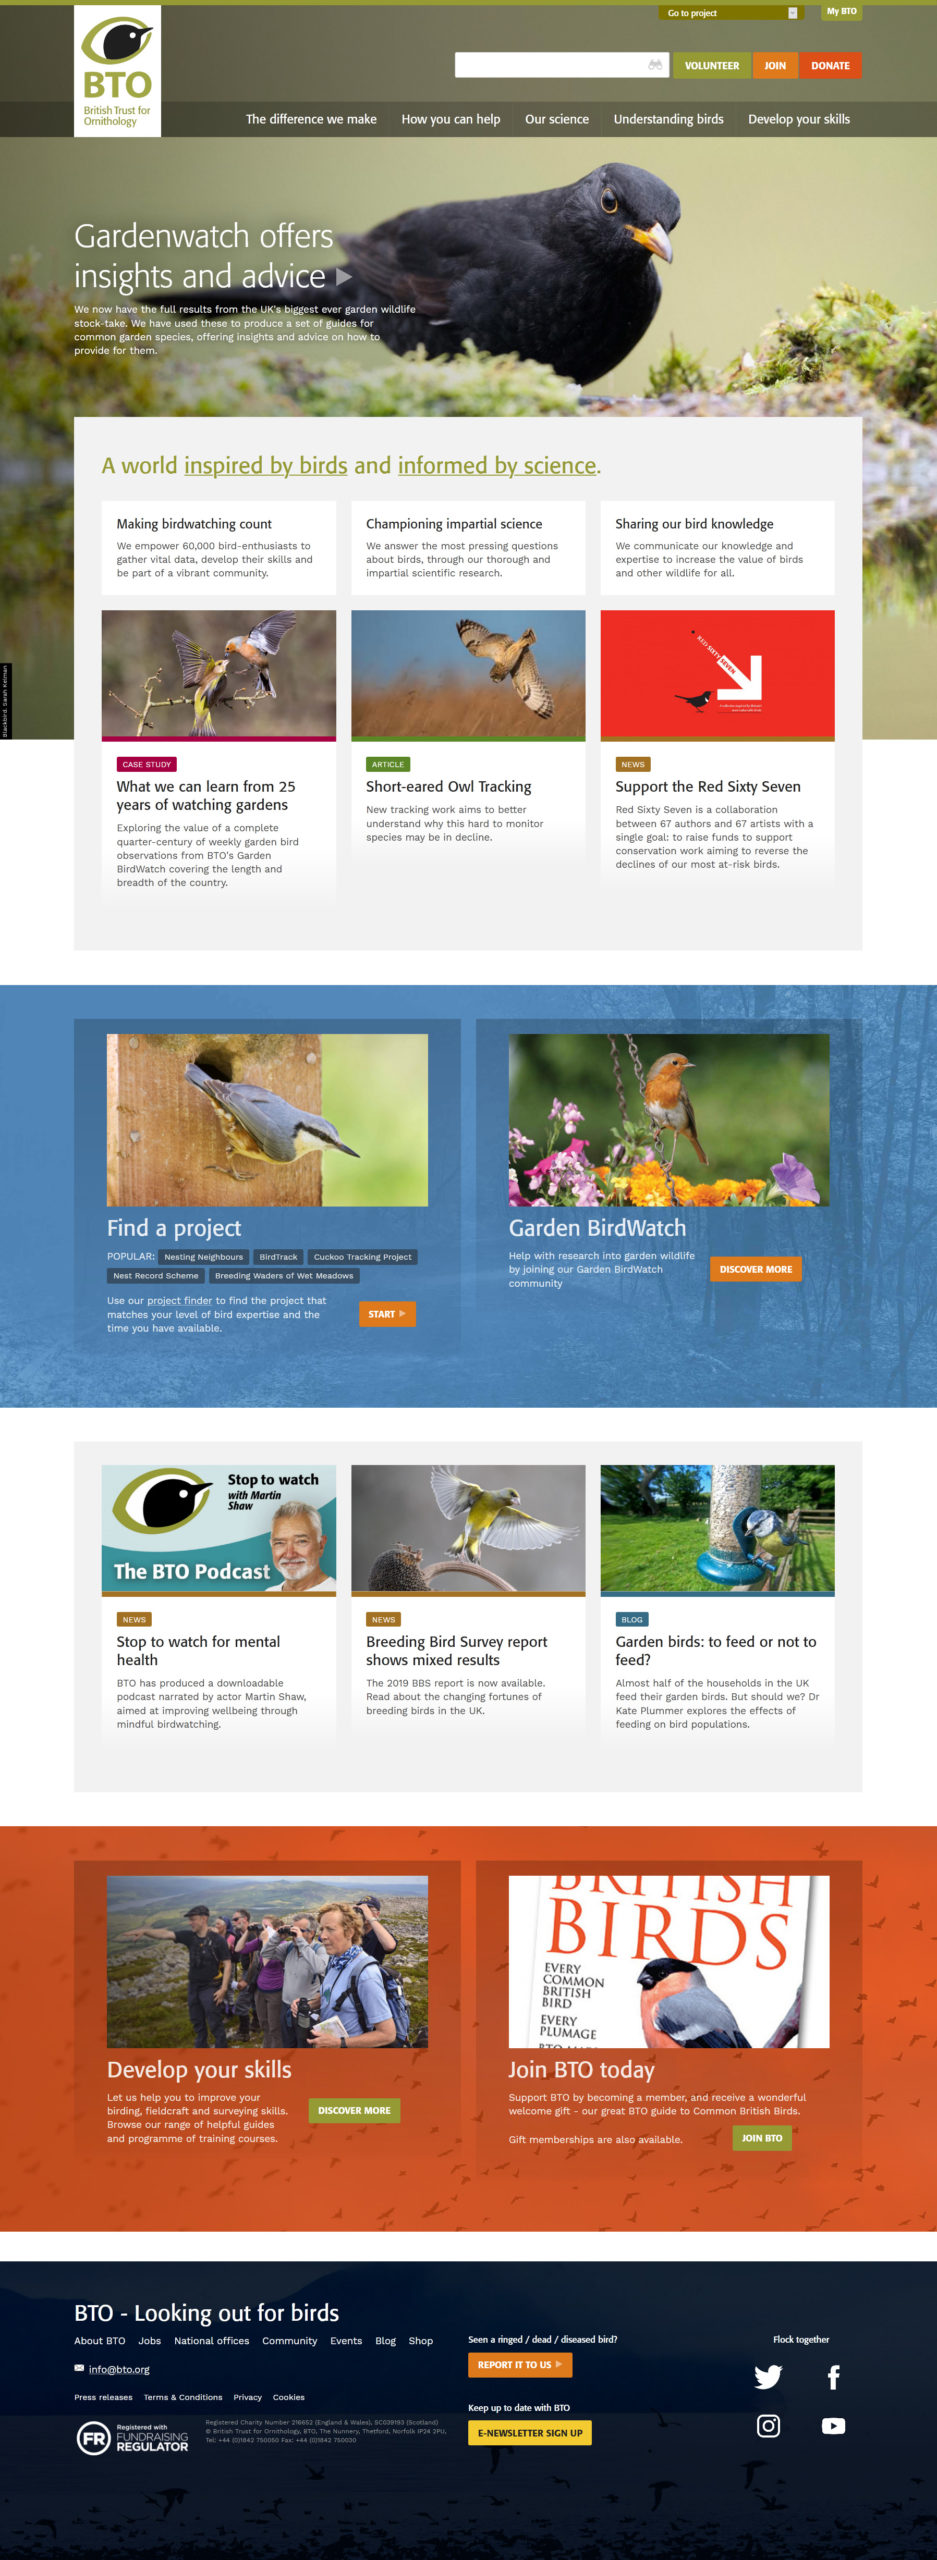 Go to project
My BTO
BTO
British Trust for
Ornithology
VOLUNTEER
JOIN
DONATE
The difference we make
How you can help
Our science
Understanding birds
Develop your skills
Gardenwatch offers
insights and advice
We now have the full results from the UK's biggest ever garden wildlife
stock-take. We have used these to produce a set of guides for
common garden species, offering insights and advice on how to
provide for them.
Blackbird. Sarah Kelman
A world inspired by birds and informed by science.
Making birdwatching count
We empower 60,000 bird-enthusiasts to
gather vital data, develop their skills and
be part of a vibrant community.
Championing impartial science
We answer the most pressing questions
about birds, through our thorough and
impartial scientific research.
Sharing our bird knowledge
We communicate our knowledge and
expertise to increase the value of birds
and other wildlife for all.
RED SIXTY SEVEN
CASE STUDY
What we can learn from 25
years of watching gardens
Exploring the value of a complete
quarter-century of weekly garden bird
observations from BTO's Garden
BirdWatch covering the length and
breadth of the country.
ARTICLE
Short-eared Owl Tracking
New tracking work aims to better
understand why this hard to monitor
species may be in decline.
NEWS
Support the Red Sixty Seven
Red Sixty Seven is a collaboration
between 67 authors and 67 artists with a
single goal: to raise funds to support
conservation work aiming to reverse the
declines of our most at-risk birds.
Find a project
POPULAR: Nesting Neighbours BirdTrack Cuckoo Tracking Project
Nest Record Scheme Breeding Waders of Wet Meadows
Use our project finder to find the project that
matches your level of bird expertise and the
time you have available.
START
Garden BirdWatch
Help with research into garden wildlife
by joining our Garden BirdWatch
community
DISCOVER MORE
Stop to watch
with Martin
Shaw
The BTO Podcast
NEWS
Stop to watch for mental
health
BTO has produced a downloadable
podcast narrated by actor Martin Shaw,
aimed at improving wellbeing through
mindful birdwatching.
NEWS
Breeding Bird Survey report
shows mixed results
The 2019 BBS report is now available.
Read about the changing fortunes of
breeding birds in the UK.
BLOG
Garden birds: to feed or not to
feed?
Almost half of the households in the UK
feed their garden birds. But should we? Dr
Kate Plummer explores the effects of
feeding on bird populations.
Develop your skills
Let us help you to improve your
birding, fieldcraft and surveying skills.
Browse our range of helpful guides
and programme of training courses.
DISCOVER MORE
BRITISH
BIRDS
EVERY
COMMON
BRITISH
BIRD
EVERY
PLUMAGE
Join BTO today
Support BTO by becoming a member, and receive a wonderful
welcome gift - our great BTO guide to Common British Birds.
Gift memberships are also available.
JOIN BTO
BTO - Looking out for birds
About BTO Jobs National offices Community Events Blog Shop
info@bto.org
Press releases Terms & Conditions Privacy Cookies
FR
Registered with
FUNDRAISING
REGULATOR
Registered Charity Number 216652 (England & Wales), SC039193 (Scotland)
© British Trust for Ornithology, BTO, The Nunnery, Thetford, Norfolk IP24 2PU,
Tel: +44 (0)1842 750050 Fax: +44 (0)1842 750030
Seen a ringed / dead / diseased bird?
REPORT IT TO US
Keep up to date with BTO
E-NEWSLETTER SIGN UP
Flock together